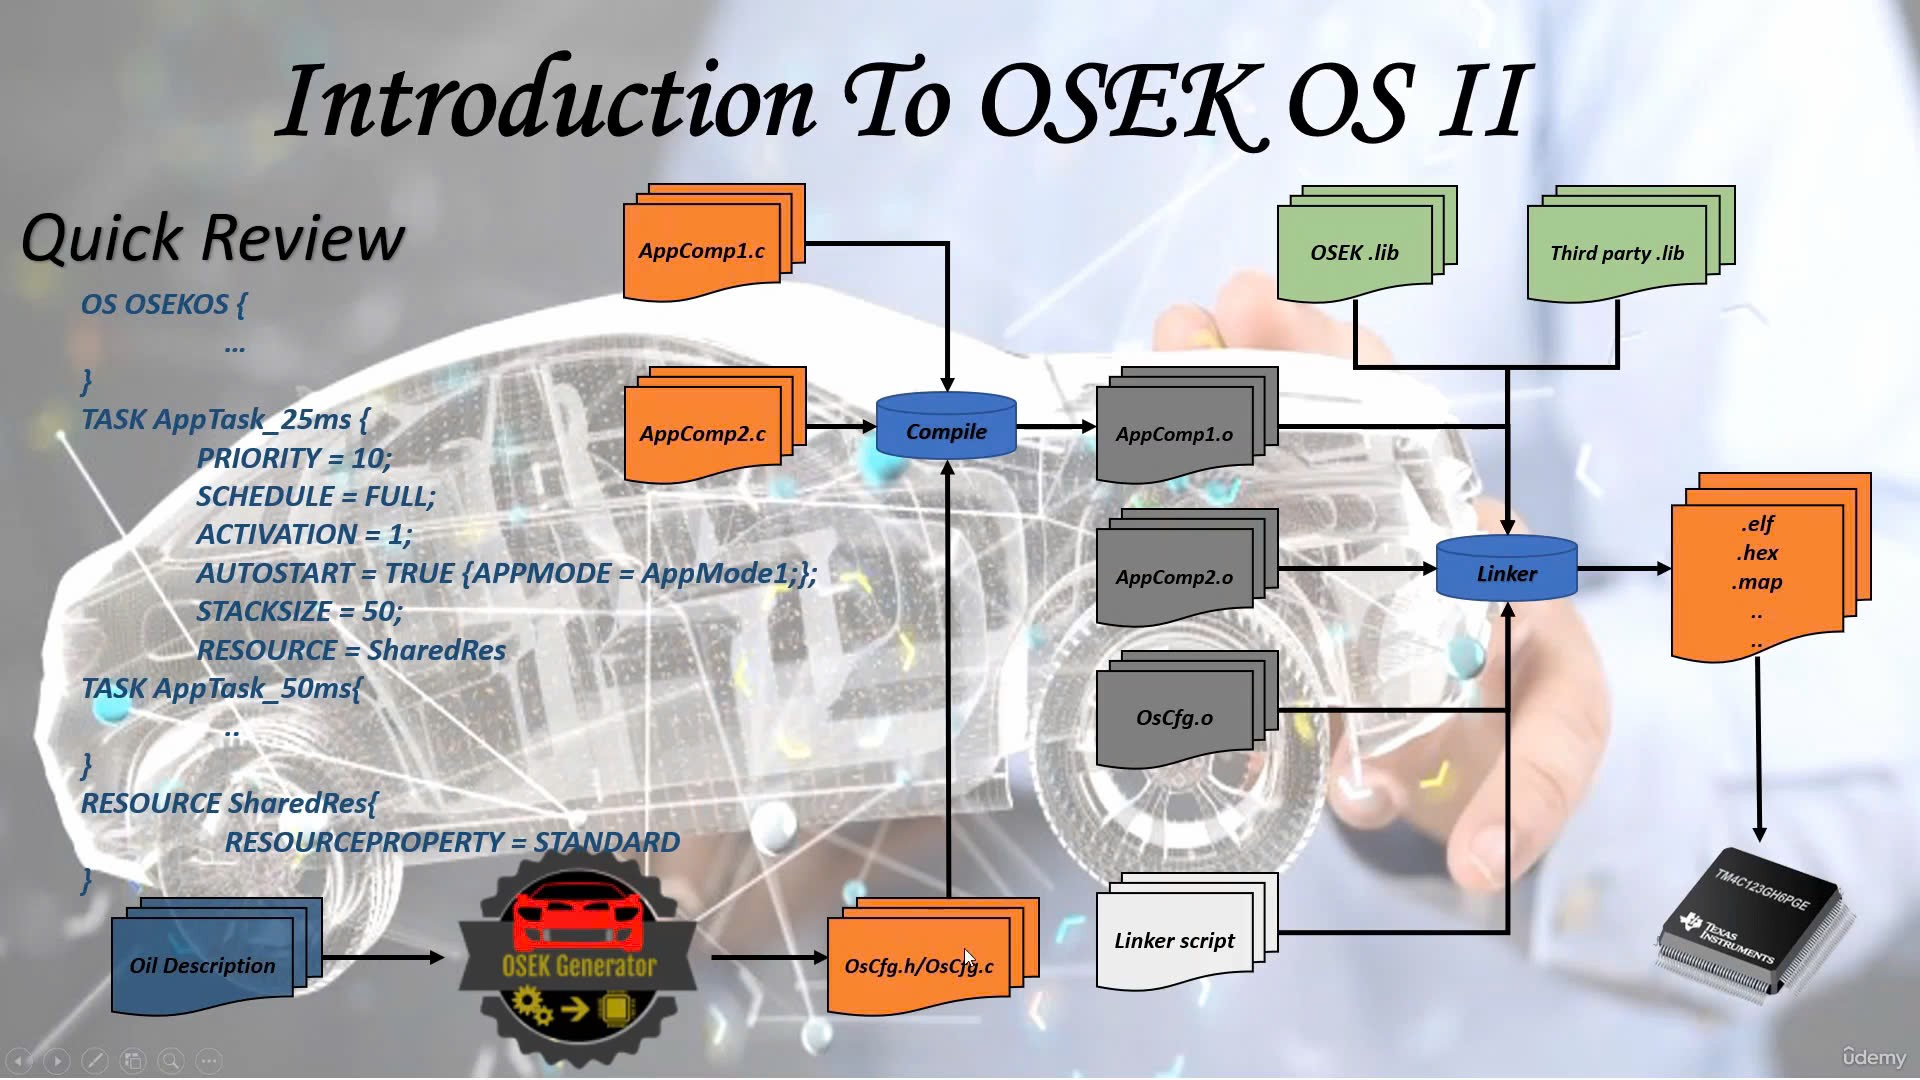 Introduction To OSEK OS II
Quick Review
OS OSEKOS {
...
}
TASK AppTask_25ms {
PRIORITY = 10;
SCHEDULE = FULL;
ACTIVATION = 1;
AUTOSTART = TRUE {APPMODE = AppMode1;};
STACKSIZE = 50;
RESOURCE = SharedRes
TASK AppTask_50ms{
..
}
RESOURCE SharedRes{
RESOURCEPROPERTY = STANDARD
}
Oil Description
OSEK Generator
OsCfg.h/OsCfg.c
AppComp1.c
AppComp2.c
Compile
AppComp1.o
AppComp2.o
OsCfg.o
Linker script
OSEK .lib
Third party .lib
Linker
.elf
.hex
.map
..
..
TM4C123GH6PGE
TEXAS
INSTRUMENTS
udemy